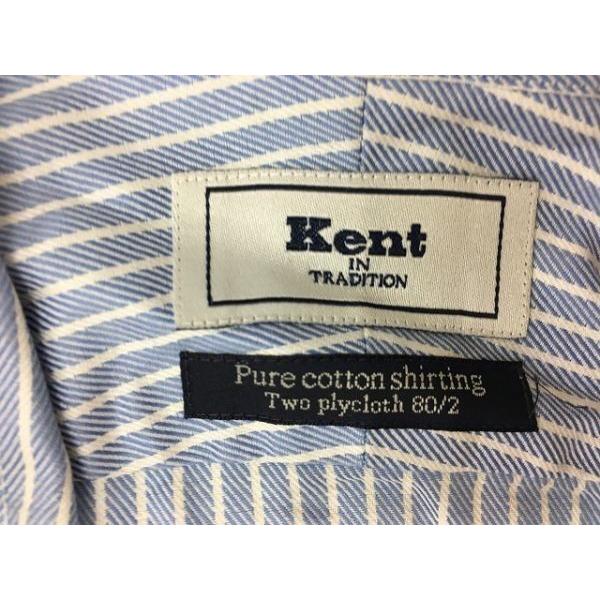 Kent
IN
TRADITION
Pure cotton shirting
Two plycloth 80/2